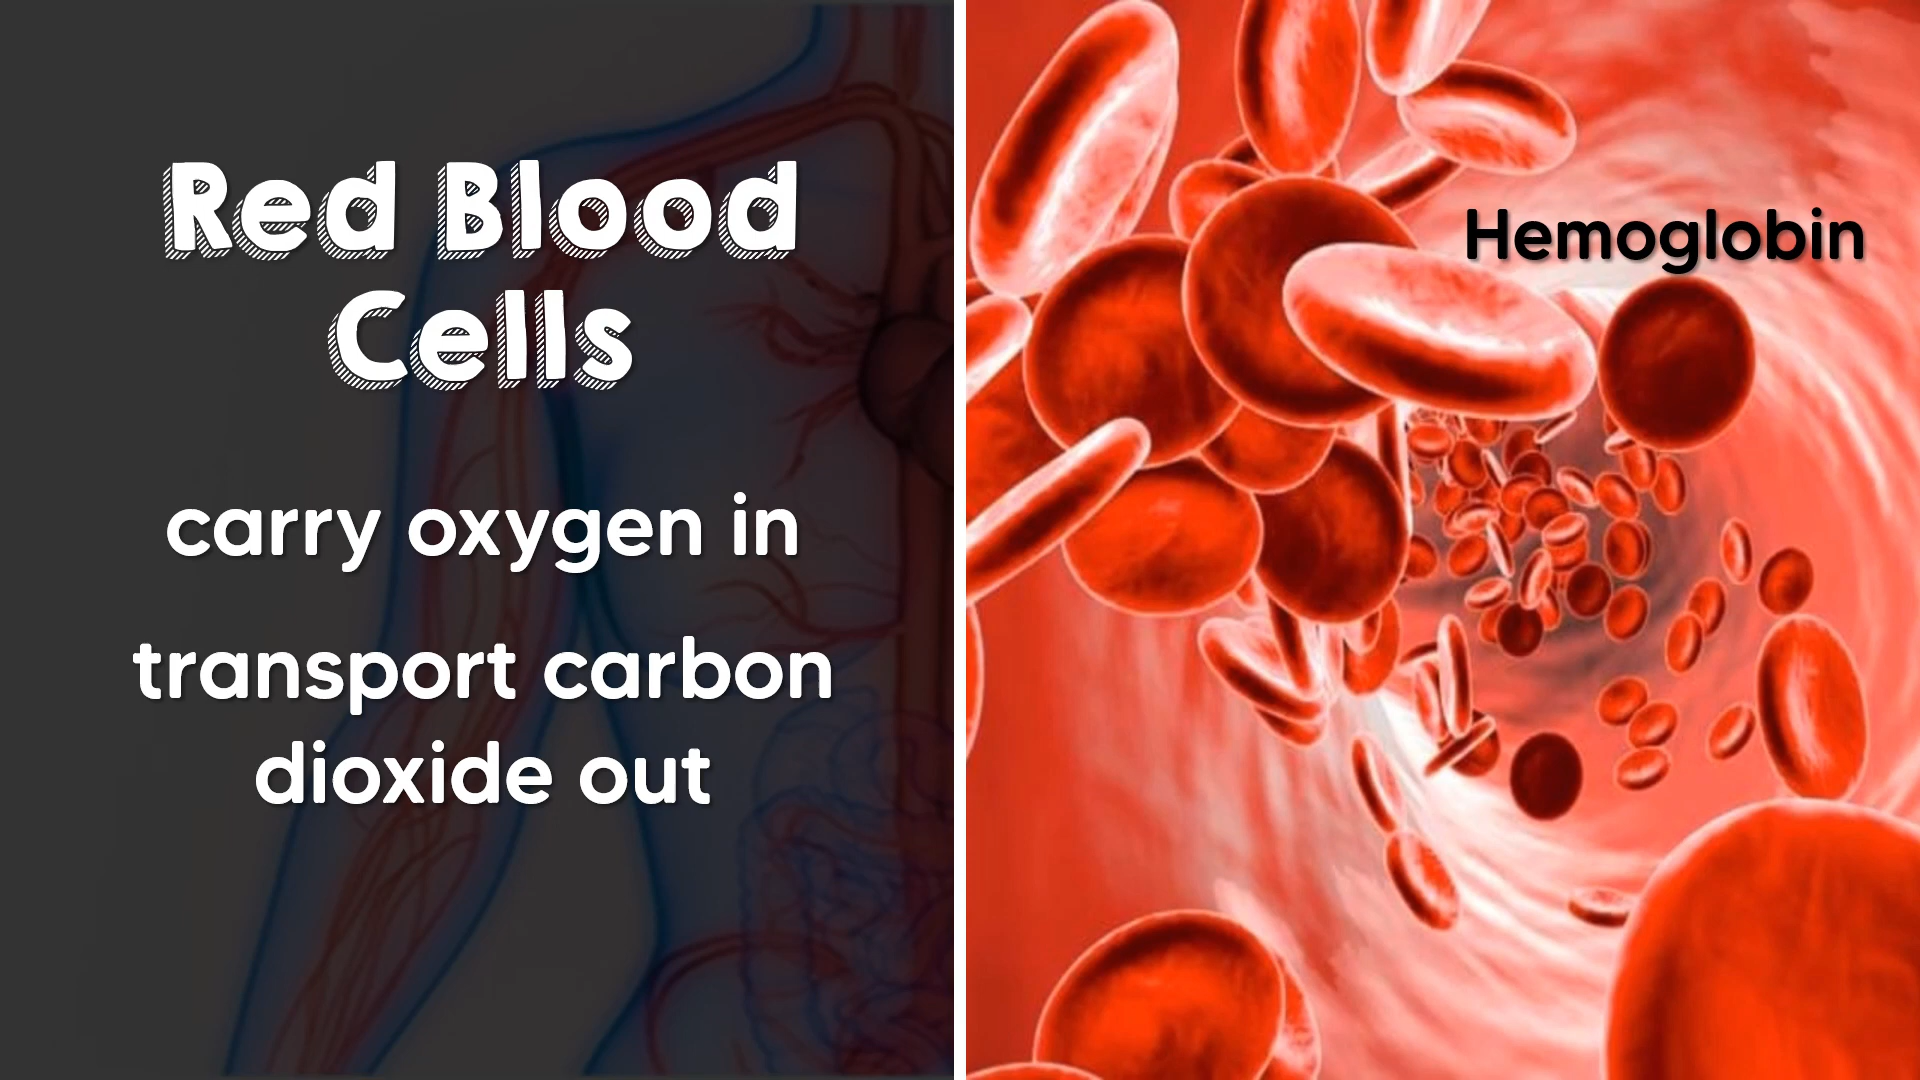 Red Blood
Cells
carry oxygen in
transport carbon
dioxide out
Hemoglobin